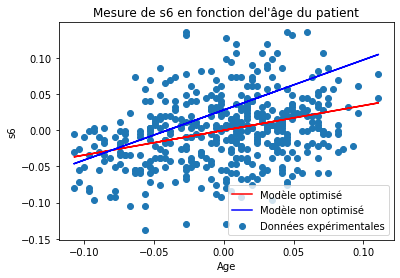 Mesure de s6 en fonction del'âge du patient
0.10
0.05
0.00
−0.05
−0.10
−0.15
s6
−0.10
−0.05
0.00
0.05
0.10
Age
Modèle optimisé
Modèle non optimisé
Données expérimentales